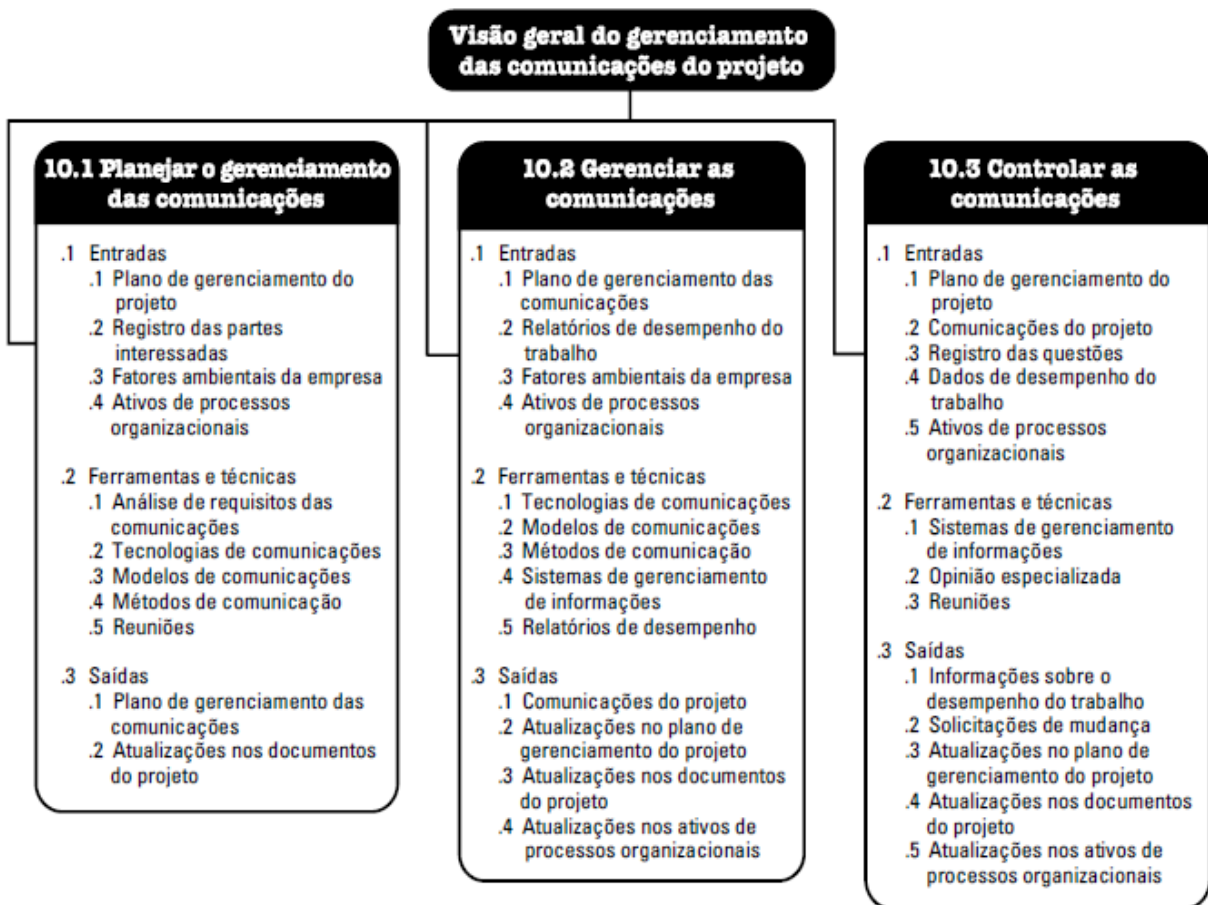 Visão geral do gerenciamento
das comunicações do projeto
10.1 Planejar o gerenciamento
das comunicações
.1 Entradas
.1 Plano de gerenciamento do
projeto
.2 Registro das partes
interessadas
.3 Fatores ambientais da empresa
.4 Ativos de processos
organizacionais
.2 Ferramentas e técnicas
.1 Análise de requisitos das
comunicações
.2 Tecnologias de comunicações
.3 Modelos de comunicações
.4 Métodos de comunicação
.5 Reuniões
.3 Saídas
.1 Plano de gerenciamento das
comunicações
.2 Atualizações nos documentos
do projeto
10.2 Gerenciar as
comunicações
.1 Entradas
.1 Plano de gerenciamento das
comunicações
.2 Relatórios de desempenho do
trabalho
.3 Fatores ambientais da empresa
.4 Ativos de processos
organizacionais
.2 Ferramentas e técnicas
.1 Tecnologias de comunicações
.2 Modelos de comunicações
.3 Métodos de comunicação
.4 Sistemas de gerenciamento
de informações
.5 Relatórios de desempenho
.3 Saídas
.1 Comunicações do projeto
.2 Atualizações no plano de
gerenciamento do projeto
.3 Atualizações nos documentos
do projeto
.4 Atualizações nos ativos de
processos organizacionais
10.3 Controlar as
comunicações
.1 Entradas
.1 Plano de gerenciamento do
projeto
.2 Comunicações do projeto
.3 Registro das questões
.4 Dados de desempenho do
trabalho
.5 Ativos de processos
organizacionais
.2 Ferramentas e técnicas
.1 Sistemas de gerenciamento
de informações
.2 Opinião especializada
.3 Reuniões
.3 Saídas
.1 Informações sobre o
desempenho do trabalho
.2 Solicitações de mudança
.3 Atualizações no plano de
gerenciamento do projeto
.4 Atualizações nos documentos
do projeto
.5 Atualizações nos ativos de
processos organizacionais